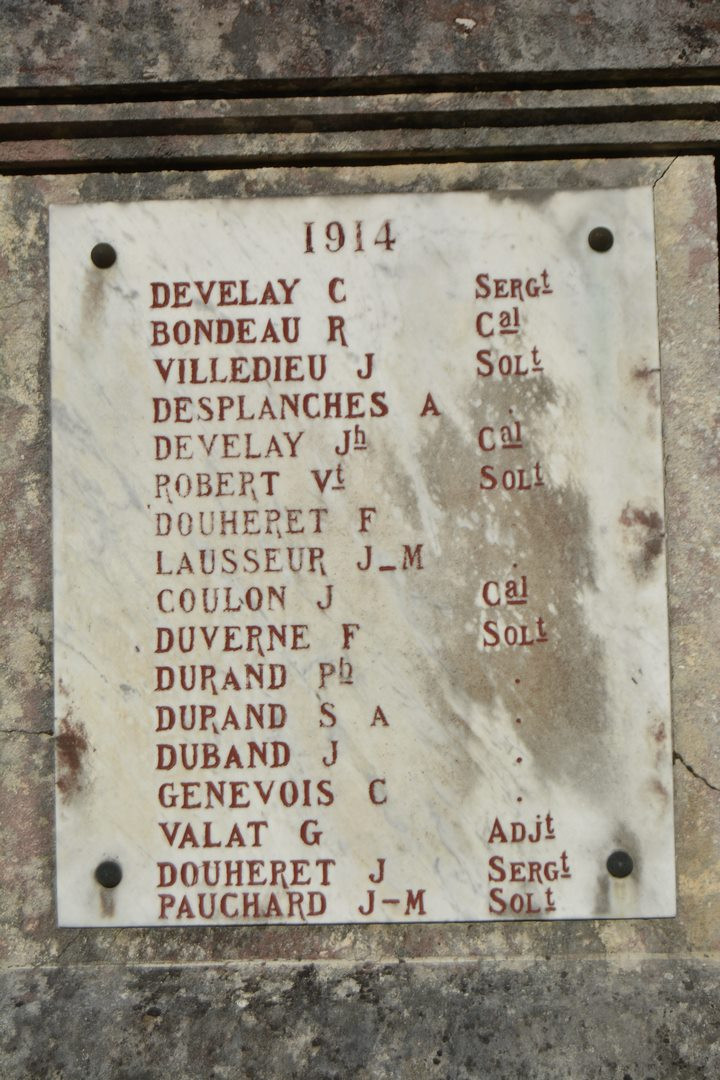 1914
DEVELAY C Sergt
BONDEAU R Cal
VILLEDIEU J Solt
DESPLANCHES A .
DEVELAY Jh Cal
ROBERT Vt Solt
DOUHERET F .
LAUSSEUR J-M .
COULON J Cal
DUVERNE F Solt
DURAND Ph .
DURAND S A .
DUBAND J .
GENEVOIS C .
VALAT G Adjt
DOUHERET J Sergt
PAUCHARD J-M Solt